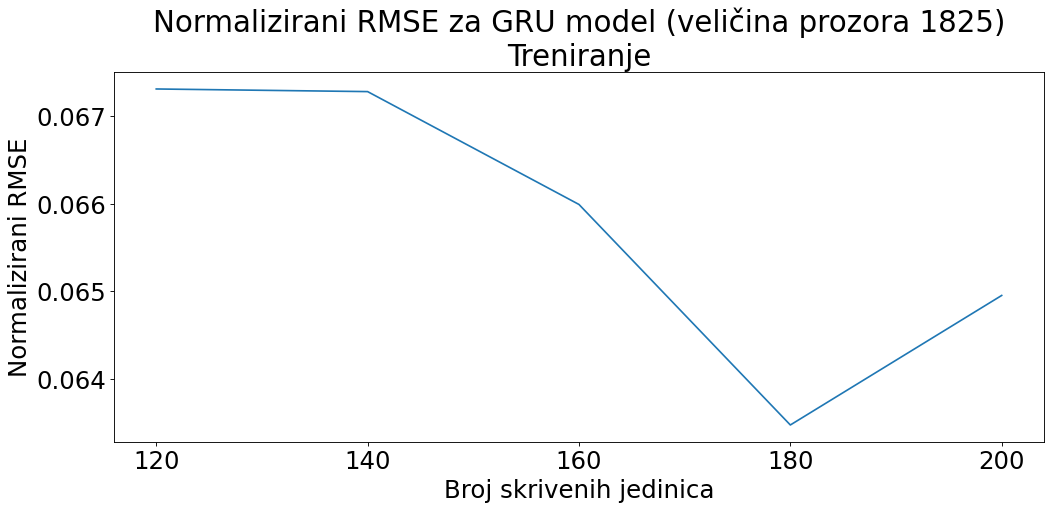 Normalizirani RMSE za GRU model (veličina prozora 1825)
Treniranje
Normalizirani RMSE
0.067
0.066
0.065
0.064
120 140 160 180 200
Broj skrivenih jedinica